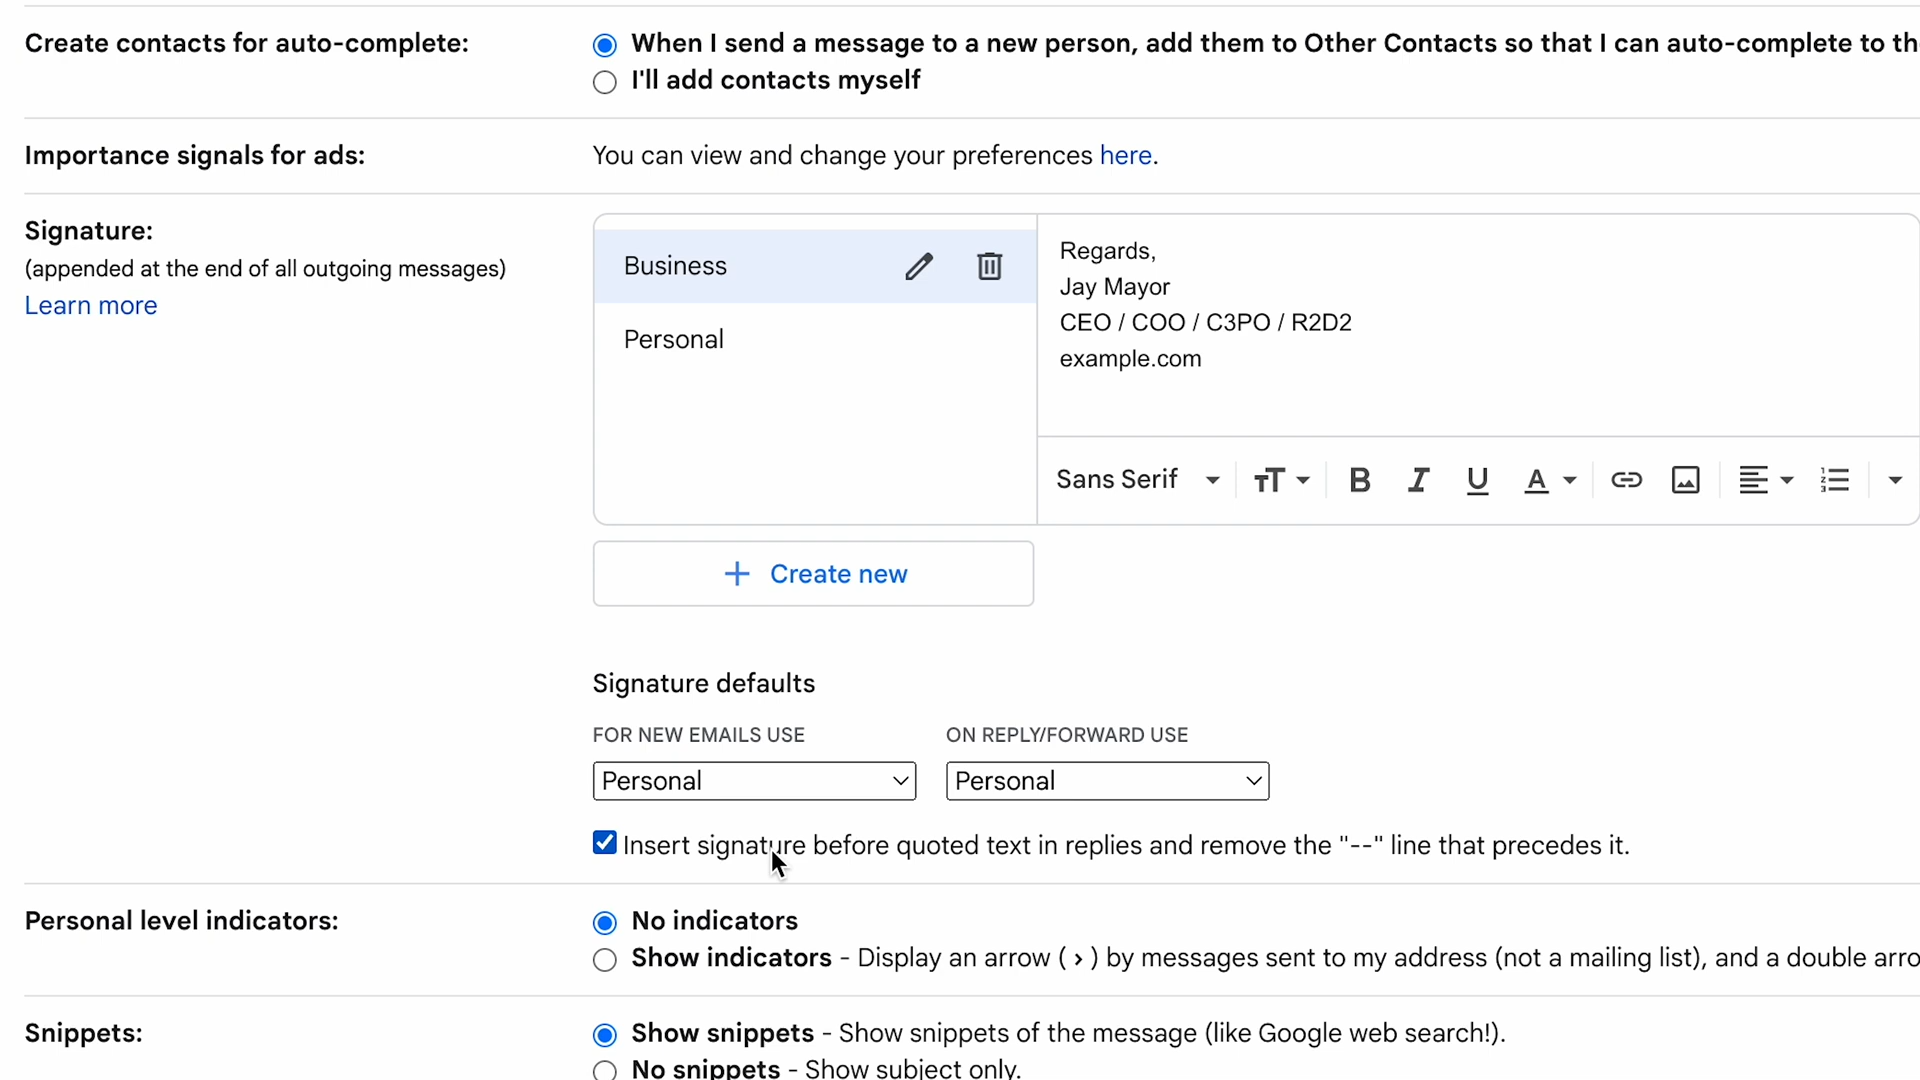 Create contacts for auto-complete:
When I send a message to a new person, add them to Other Contacts so that I can auto-complete to
I'll add contacts myself
Importance signals for ads:
You can view and change your preferences here.
Signature:
(appended at the end of all outgoing messages)
Learn more
Business
Personal
Regards,
Jay Mayor
CEO / COO / C3PO / R2D2
example.com
Sans Serif
Create new
Signature defaults
FOR NEW EMAILS USE
ON REPLY/FORWARD USE
Personal
Personal
Insert signature before quoted text in replies and remove the "--" line that precedes it.
Personal level indicators:
No indicators
Show indicators - Display an arrow ( › ) by messages sent to my address (not a mailing list), and a double
Snippets:
Show snippets - Show snippets of the message (like Google web search!).
No snippets - Show subject only.